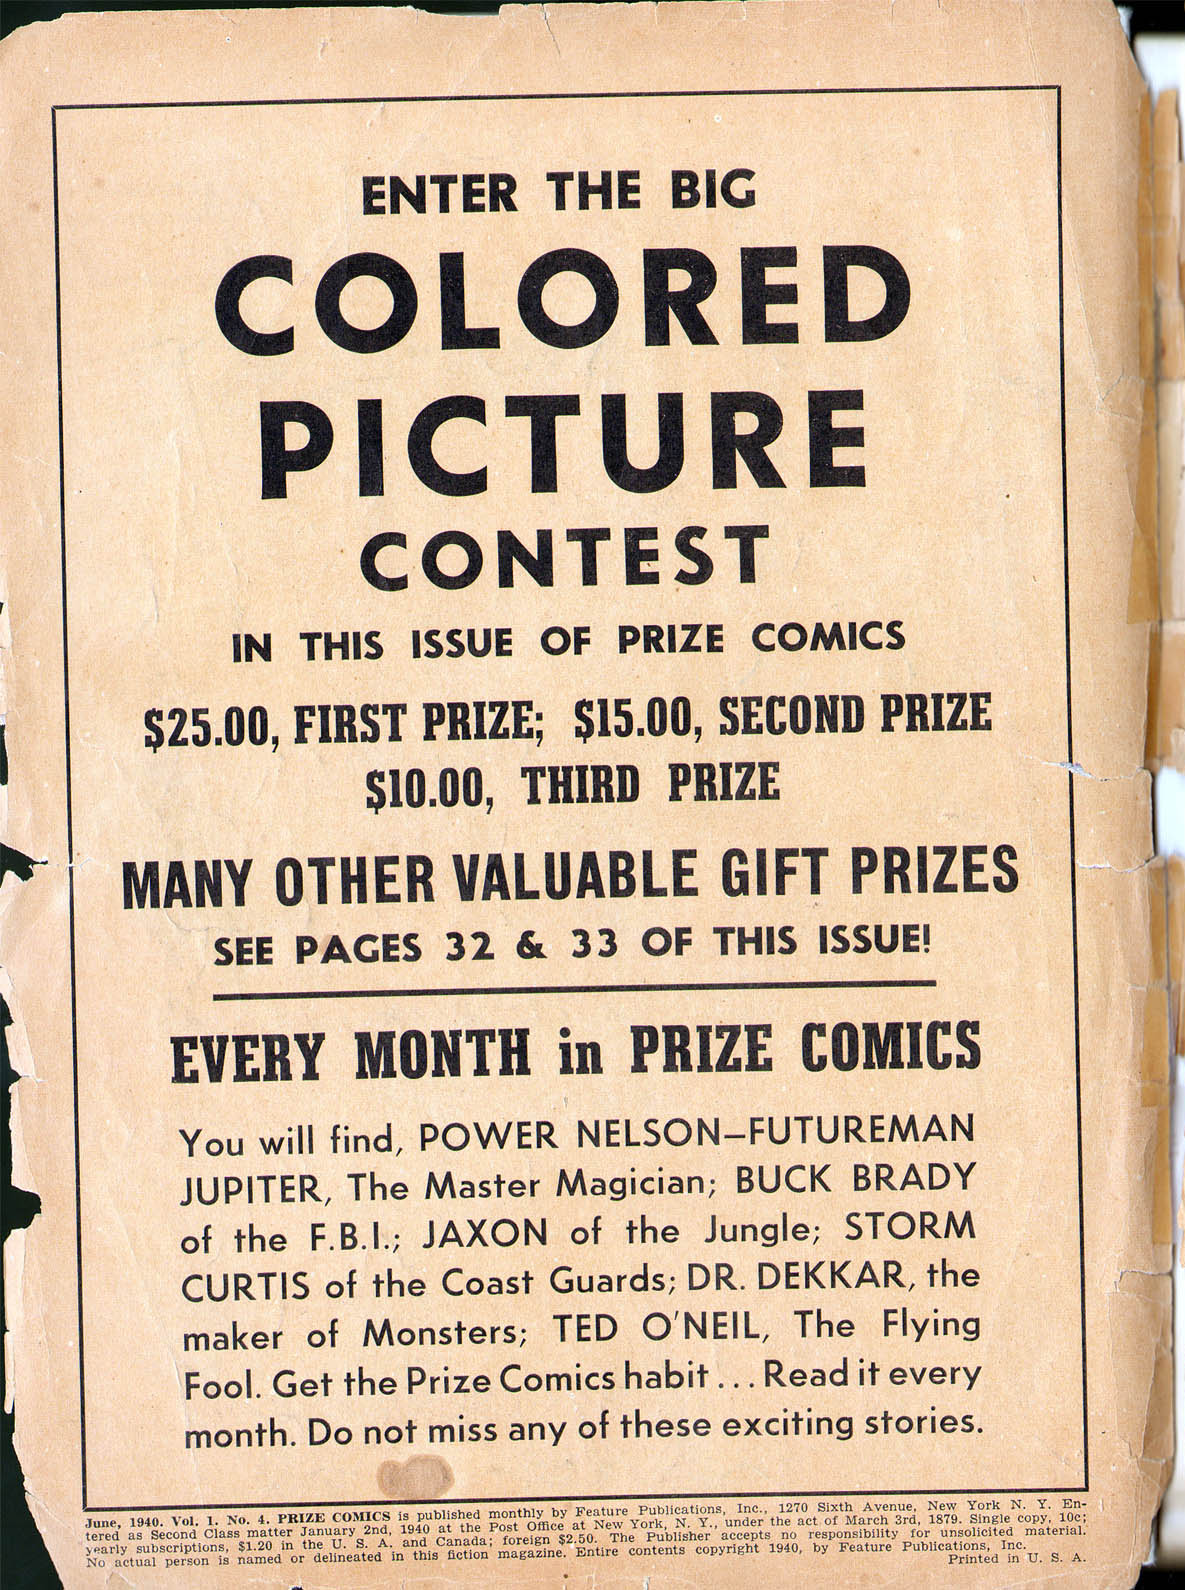 ENTER THE BIG
COLORED
PICTURE
CONTEST
IN THIS ISSUE OF PRIZE COMICS
$25.00, FIRST PRIZE; $15.00, SECOND PRIZE
$10.00, THIRD PRIZE
MANY OTHER VALUABLE GIFT PRIZES
SEE PAGES 32 & 33 OF THIS ISSUE!
EVERY MONTH in PRIZE COMICS
You will find, POWER NELSON—FUTUREMAN
JUPITER, The Master Magician; BUCK BRADY
of the F.B.I.; JAXON of the Jungle; STORM
CURTIS of the Coast Guards; DR. DEKKAR, the
maker of Monsters; TED O'NEIL, The Flying
Fool. Get the Prize Comics habit . . . Read it every
month. Do not miss any of these exciting stories.
June, 1940. Vol. 1. No. 4. PRIZE COMICS is published monthly by Feature Publications, Inc., 1270 Sixth Avenue, New York N. Y. En-
tered as Second Class matter January 2nd, 1940 at the Post Office at New York, N. Y., under the act of March 3rd, 1879. Single copy, 10c;
yearly subscriptions, $1.20 in the U. S. A. and Canada; foreign $2.50. The Publisher accepts no responsibility for unsolicited material.
No actual person is named or delineated in this fiction magazine. Entire contents copyright 1940, by Feature Publications, Inc.
Printed in U. S. A.